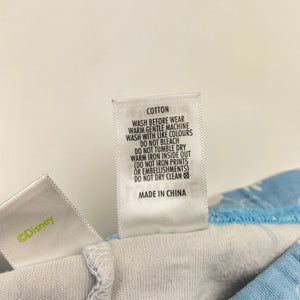 COTTON
WASH BEFORE WEAR
WARM GENTLE MACHINE
WASH WITH LIKE COLOURS
DO NOT BLEACH
DO NOT TUMBLE DRY
WARM IRON INSIDE OUT
(DO NOT IRON PRINTS
or EMBELLISHMENTS)
DO NOT DRY CLEAN
MADE IN CHINA
©Disney